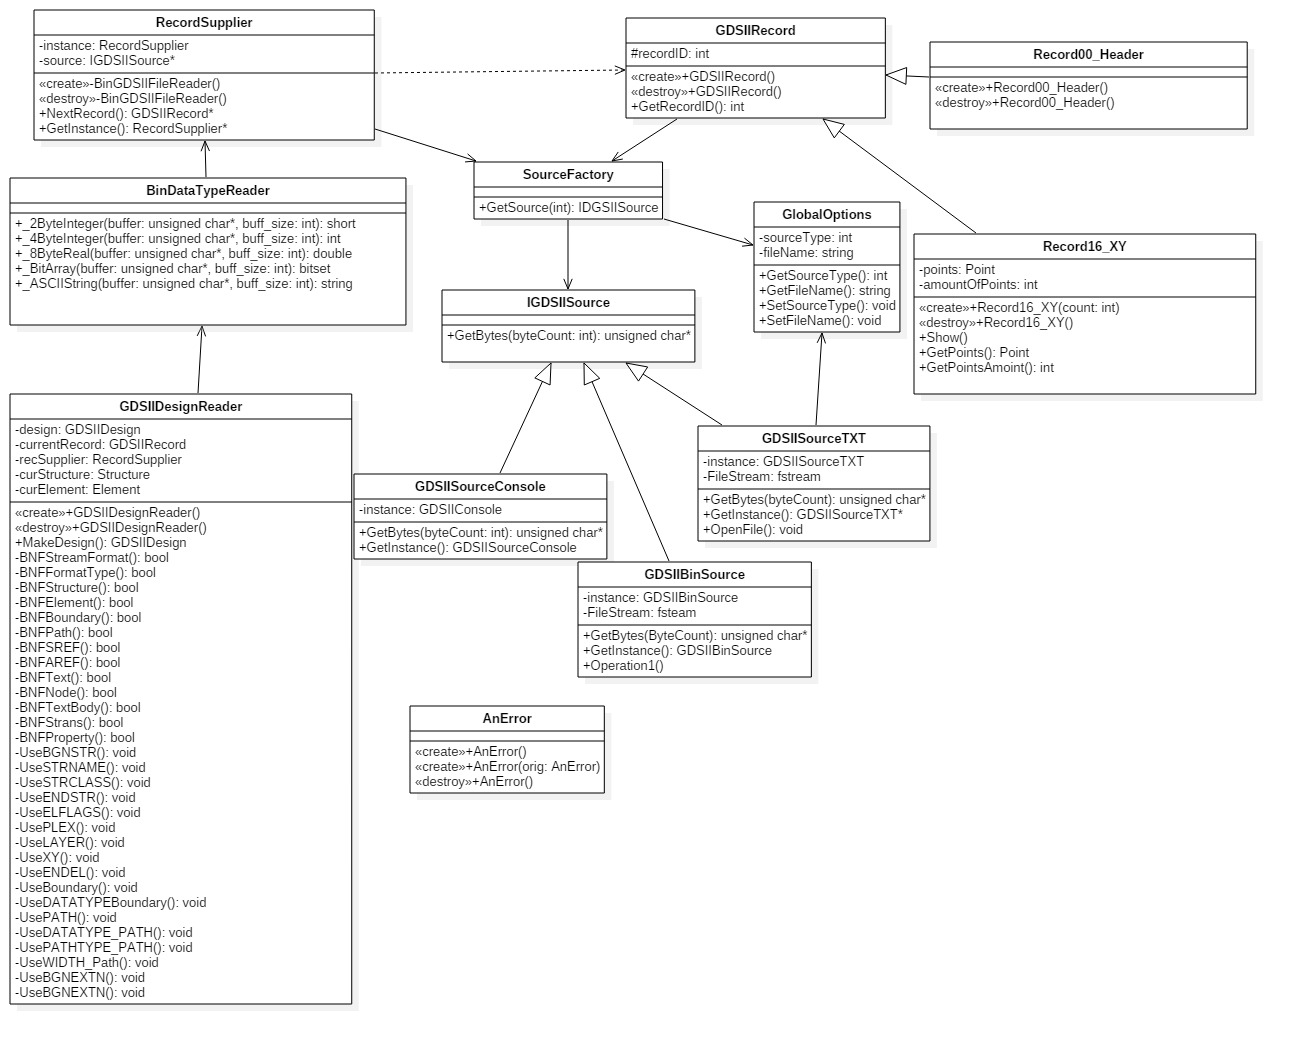 RecordSupplier
-instance: RecordSupplier
-source: IGDSIISource*
«create»-BinGDSIIFileReader()
«destroy»-BinGDSIIFileReader()
+NextRecord(): GDSIIRecord*
+GetInstance(): RecordSupplier*
GDSIIRecord
#recordID: int
«create»+GDSIIRecord()
«destroy»+GDSIIRecord()
+GetRecordID(): int
Record00_Header
«create»+Record00_Header()
«destroy»+Record00_Header()
BinDataTypeReader
+_2ByteInteger(buffer: unsigned char*, buff_size: int): short
+_4ByteInteger(buffer: unsigned char*, buff_size: int): int
+_8ByteReal(buffer: unsigned char*, buff_size: int): double
+_BitArray(buffer: unsigned char*, buff_size: int): bitset
+_ASCIIString(buffer: unsigned char*, buff_size: int): string
SourceFactory
+GetSource(int): IDGSIISource
GlobalOptions
-sourceType: int
-fileName: string
+GetSourceType(): int
+GetFileName(): string
+SetSourceType(): void
+SetFileName(): void
Record16_XY
-points: Point
-amountOfPoints: int
«create»+Record16_XY(count: int)
«destroy»+Record16_XY()
+Show()
+GetPoints(): Point
+GetPointsAmoint(): int
IGDSIISource
+GetBytes(byteCount: int): unsigned char*
GDSIIDesignReader
-design: GDSIIDesign
-currentRecord: GDSIIRecord
-recSupplier: RecordSupplier
-curStructure: Structure
-curElement: Element
«create»+GDSIIDesignReader()
«destroy»+GDSIIDesignReader()
+MakeDesign(): GDSIIDesign
-BNFStreamFormat(): bool
-BNFFormatType(): bool
-BNFStructure(): bool
-BNFElement(): bool
-BNFBoundary(): bool
-BNFPath(): bool
-BNFSREF(): bool
-BNFAREF(): bool
-BNFText(): bool
-BNFNode(): bool
-BNFTextBody(): bool
-BNFStrans(): bool
-BNFProperty(): bool
-UseBGNSTR(): void
-UseSTRNAME(): void
-UseSTRCLASS(): void
-UseENDSTR(): void
-UseELFLAGS(): void
-UsePLEX(): void
-UseLAYER(): void
-UseXY(): void
-UseENDEL(): void
-UseBoundary(): void
-UseDATATYPEBoundary(): void
-UsePATH(): void
-UseDATATYPE_PATH(): void
-UsePATHTYPE_PATH(): void
-UseWIDTH_Path(): void
-UseBGNEXTN(): void
-UseBGNEXTN(): void
GDSIISourceConsole
-instance: GDSIIConsole
+GetBytes(byteCount: int): unsigned char*
+GetInstance(): GDSIISourceConsole
GDSIISourceTXT
-instance: GDSIISourceTXT
-FileStream: fstream
+GetBytes(byteCount): unsigned char*
+GetInstance(): GDSIISourceTXT*
+OpenFile(): void
GDSIIBinSource
-instance: GDSIIBinSource
-FileStream: fsteam
+GetBytes(ByteCount): unsigned char*
+GetInstance(): GDSIIBinSource
+Operation1()
AnError
«create»+AnError()
«create»+AnError(orig: AnError)
«destroy»+AnError()